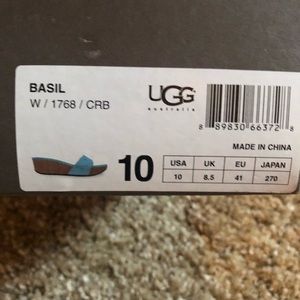 BASIL
W / 1768 / CRB
UGG
australia
8 89830 66372 8
MADE IN CHINA
10
USA UK EU JAPAN
10 8.5 41 270